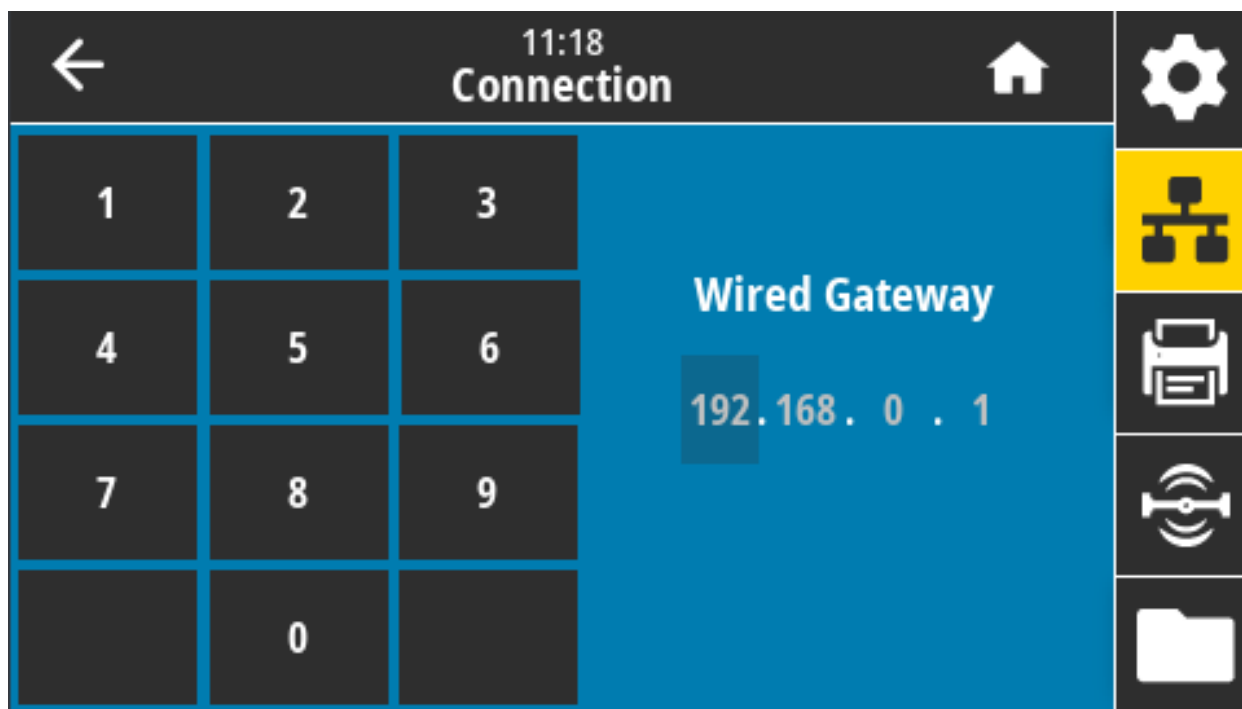 11:18
Connection
1 2 3
Wired Gateway
4 5 6
192.168. 0 . 1
7 8 9
0